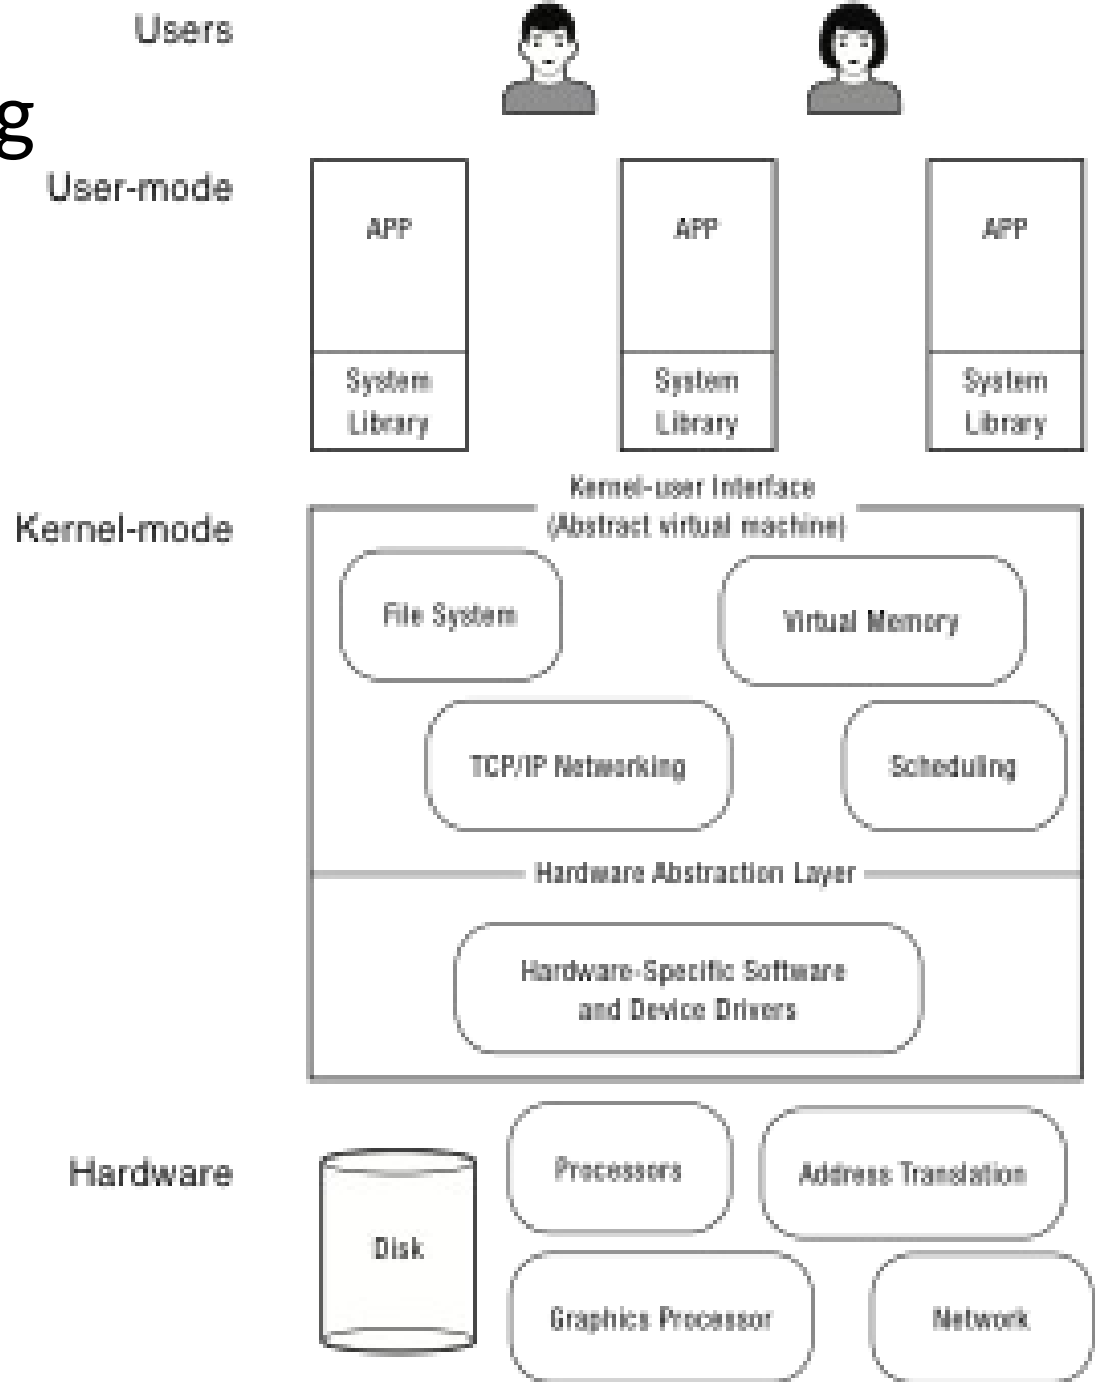 Users
g
User-mode
APP
APP
APP
System
Library
System
Library
System
Library
Kernel-user Interface
(Abstract virtual machine)
Kernel-mode
File System
Virtual Memory
TCP/IP Networking
Scheduling
Hardware Abstraction Layer
Hardware-Specific Software
and Device Drivers
Hardware
Processors
Address Translation
Disk
Graphics Processor
Network